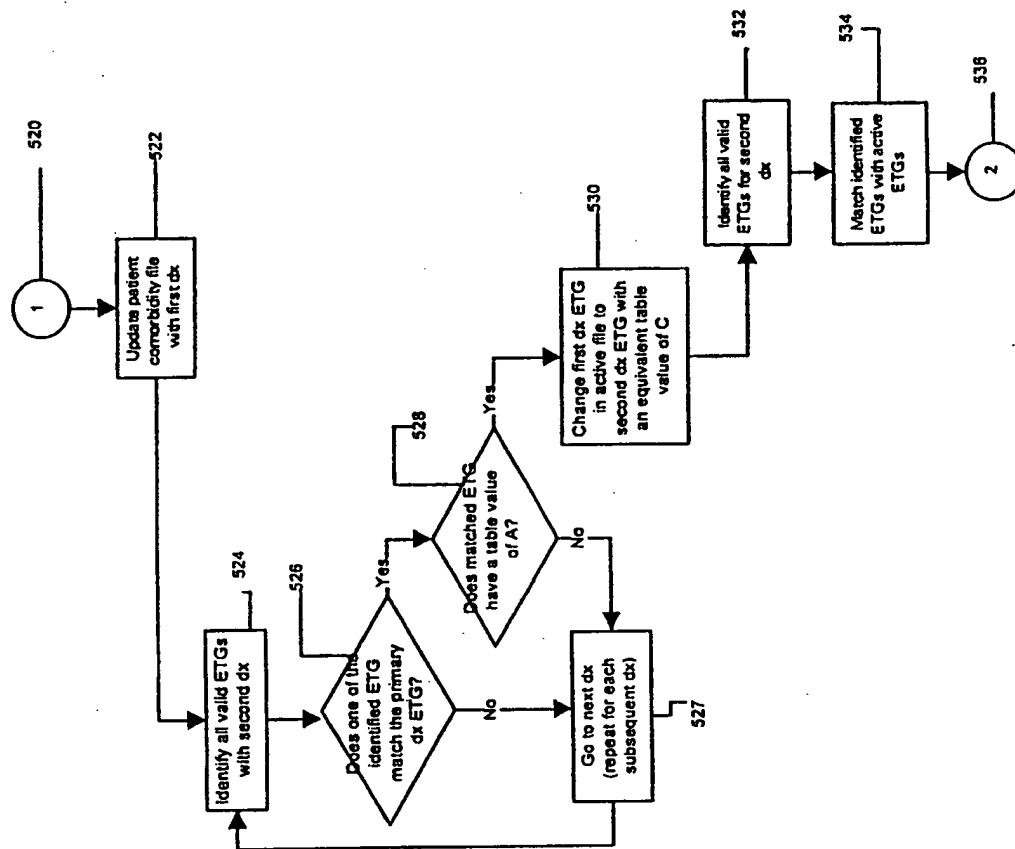 1
520
Update patient
comorbidity file
with first dx
522
Identify all valid ETGs
with second dx
524
Does one of the
identified ETG
match the primary
dx ETG?
526
Yes
No
Does matched ETG
have a table value
of A?
528
Yes
No
Go to next dx
(repeat for each
subsequent dx)
527
Change first dx ETG
in active file to
second dx ETG with
an equivalent table
value of C
530
Identify all valid
ETGs for second
dx
532
Match identified
ETGs with active
ETGs
534
2
536